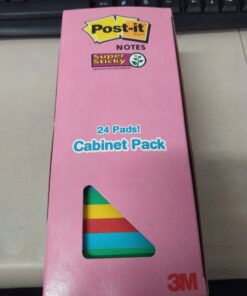 Post-it
NOTES
Super
Sticky
24 Pads!
Cabinet Pack
3M